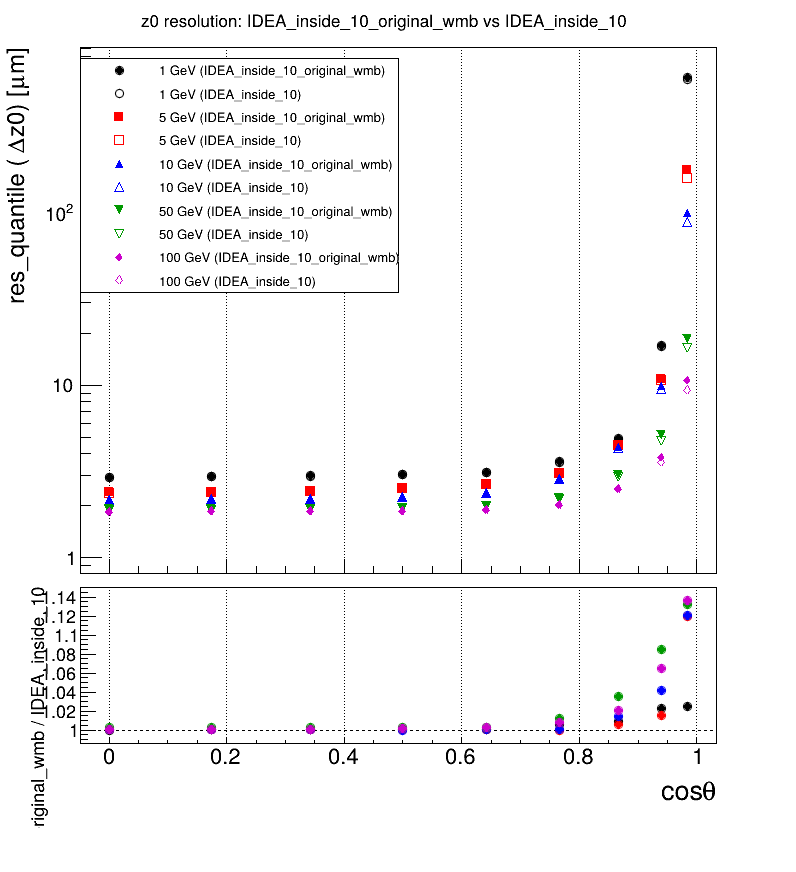 z0 resolution: IDEA_inside_10_original_wmb vs IDEA_inside_10
res_quantile ( Δz0) [μm]
1 GeV (IDEA_inside_10_original_wmb)
1 GeV (IDEA_inside_10)
5 GeV (IDEA_inside_10_original_wmb)
5 GeV (IDEA_inside_10)
10 GeV (IDEA_inside_10_original_wmb)
10 GeV (IDEA_inside_10)
50 GeV (IDEA_inside_10_original_wmb)
50 GeV (IDEA_inside_10)
100 GeV (IDEA_inside_10_original_wmb)
100 GeV (IDEA_inside_10)
10²
10
1
riginal_wmb / IDEA_inside_10
1.14
1.12
1.1
1.08
1.06
1.04
1.02
1
0 0.2 0.4 0.6 0.8 1
cosθ